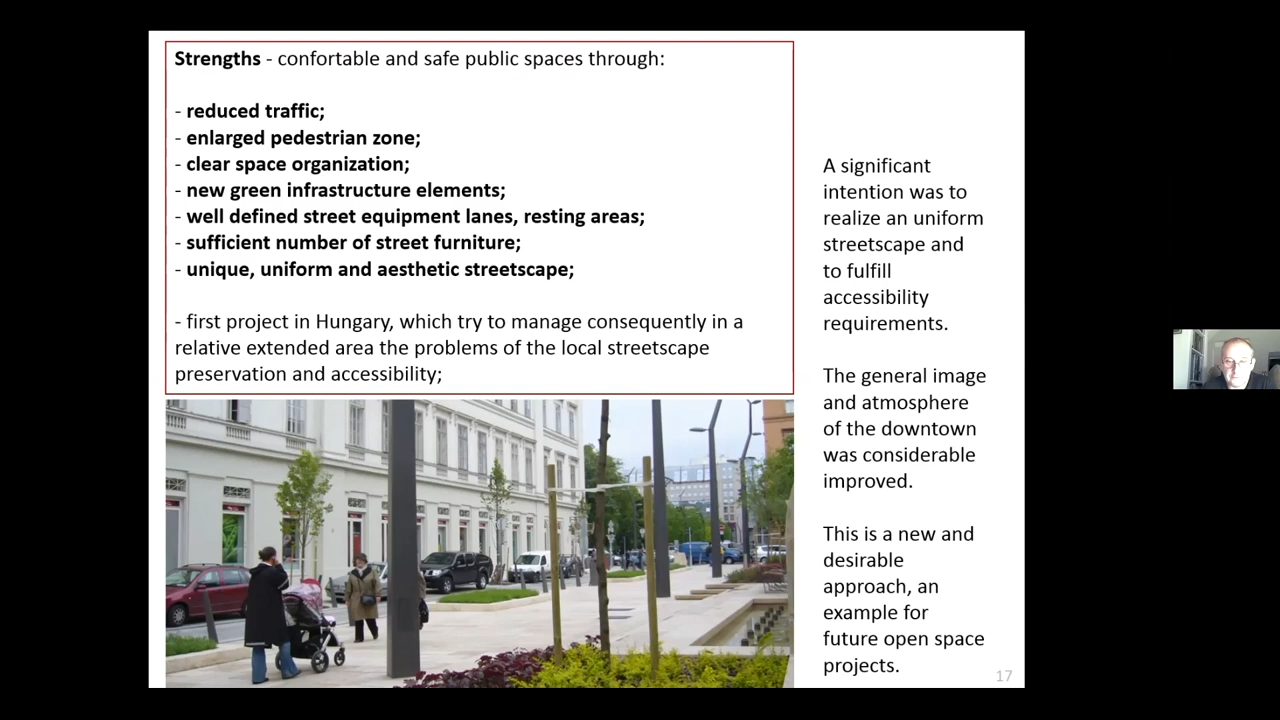 Strengths - confortable and safe public spaces through:
- reduced traffic;
- enlarged pedestrian zone;
- clear space organization;
- new green infrastructure elements;
- well defined street equipment lanes, resting areas;
- sufficient number of street furniture;
- unique, uniform and aesthetic streetscape;
- first project in Hungary, which try to manage consequently in a
relative extended area the problems of the local streetscape
preservation and accessibility;
A significant
intention was to
realize an uniform
streetscape and
to fulfill
accessibility
requirements.
The general image
and atmosphere
of the downtown
was considerable
improved.
This is a new and
desirable
approach, an
example for
future open space
projects.
17